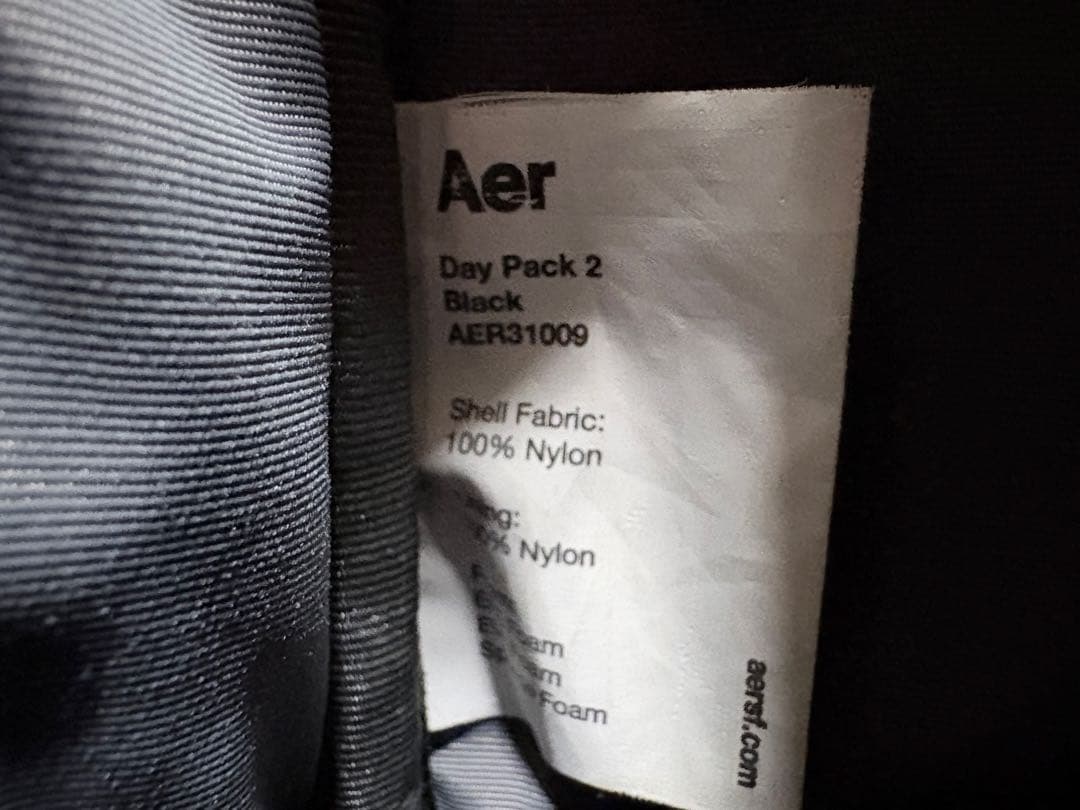 Aer
Day Pack 2
Black
AER31009
Shell Fabric:
100% Nylon
Nylon
Foam
aersf.com